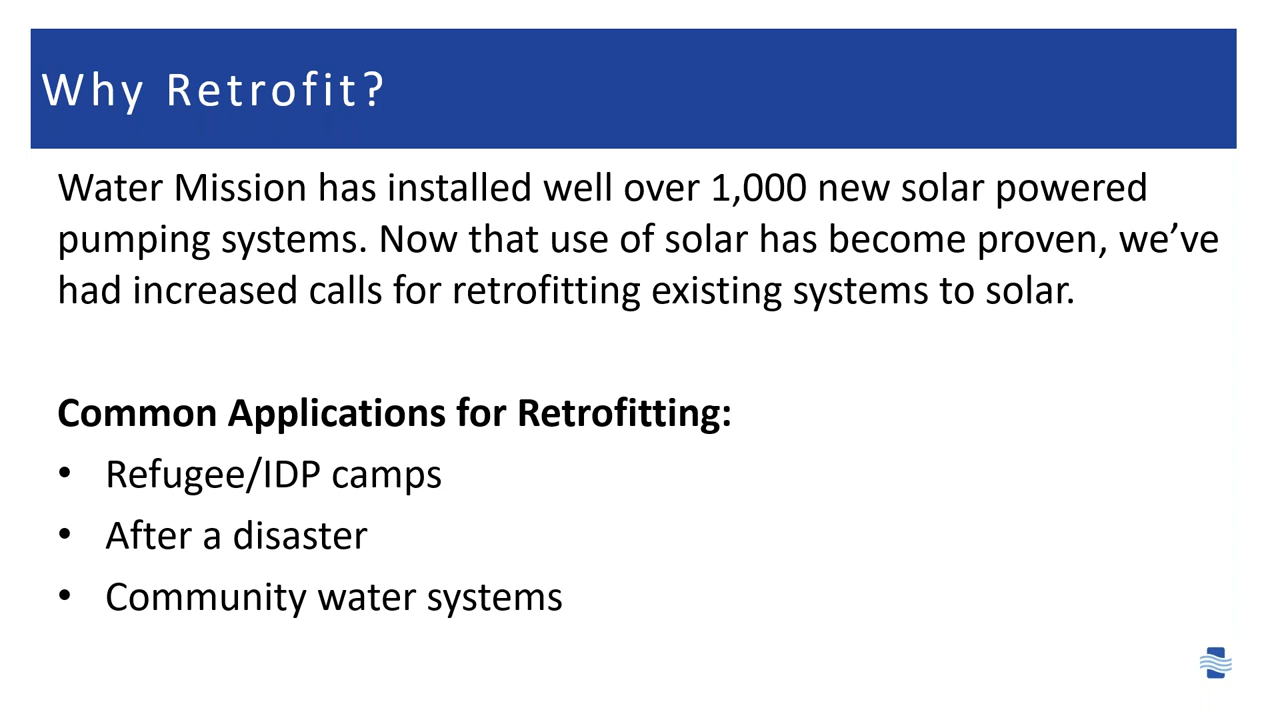 Why Retrofit?
Water Mission has installed well over 1,000 new solar powered
pumping systems. Now that use of solar has become proven, we’ve
had increased calls for retrofitting existing systems to solar.
Common Applications for Retrofitting:
• Refugee/IDP camps
• After a disaster
• Community water systems